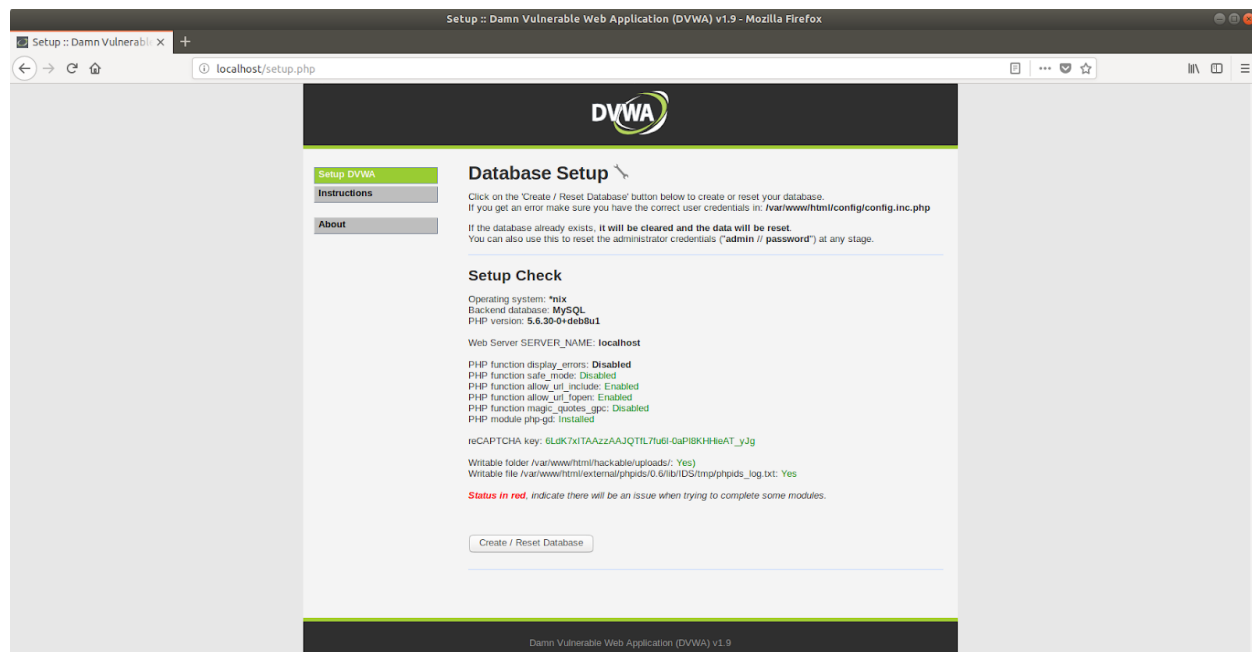 Setup :: Damn Vulnerable Web Application (DVWA) v1.9 - Mozilla Firefox
Setup :: Damn Vulnerabl
localhost/setup.php
DVWA
Setup DVWA
Instructions
About
Database Setup
Click on the 'Create / Reset Database' button below to create or reset your database.
If you get an error make sure you have the correct user credentials in: /var/www/html/config/config.inc.php
If the database already exists, it will be cleared and the data will be reset.
You can also use this to reset the administrator credentials ("admin // password") at any stage.
Setup Check
Operating system: *nix
Backend database: MySQL
PHP version: 5.6.30-0+deb8u1
Web Server SERVER_NAME: localhost
PHP function display_errors: Disabled
PHP function safe_mode: Disabled
PHP function allow_url_include: Enabled
PHP function allow_url_fopen: Enabled
PHP function magic_quotes_gpc: Disabled
PHP module php-gd: Installed
reCAPTCHA key:
Writable folder /var/www/html/hackable/uploads/: Yes)
Writable file /var/www/html/external/phpids/0.6/lib/IDS/tmp/phpids_log.txt: Yes
Status in red, indicate there will be an issue when trying to complete some modules.
Create / Reset Database
Damn Vulnerable Web Application (DVWA) v1.9